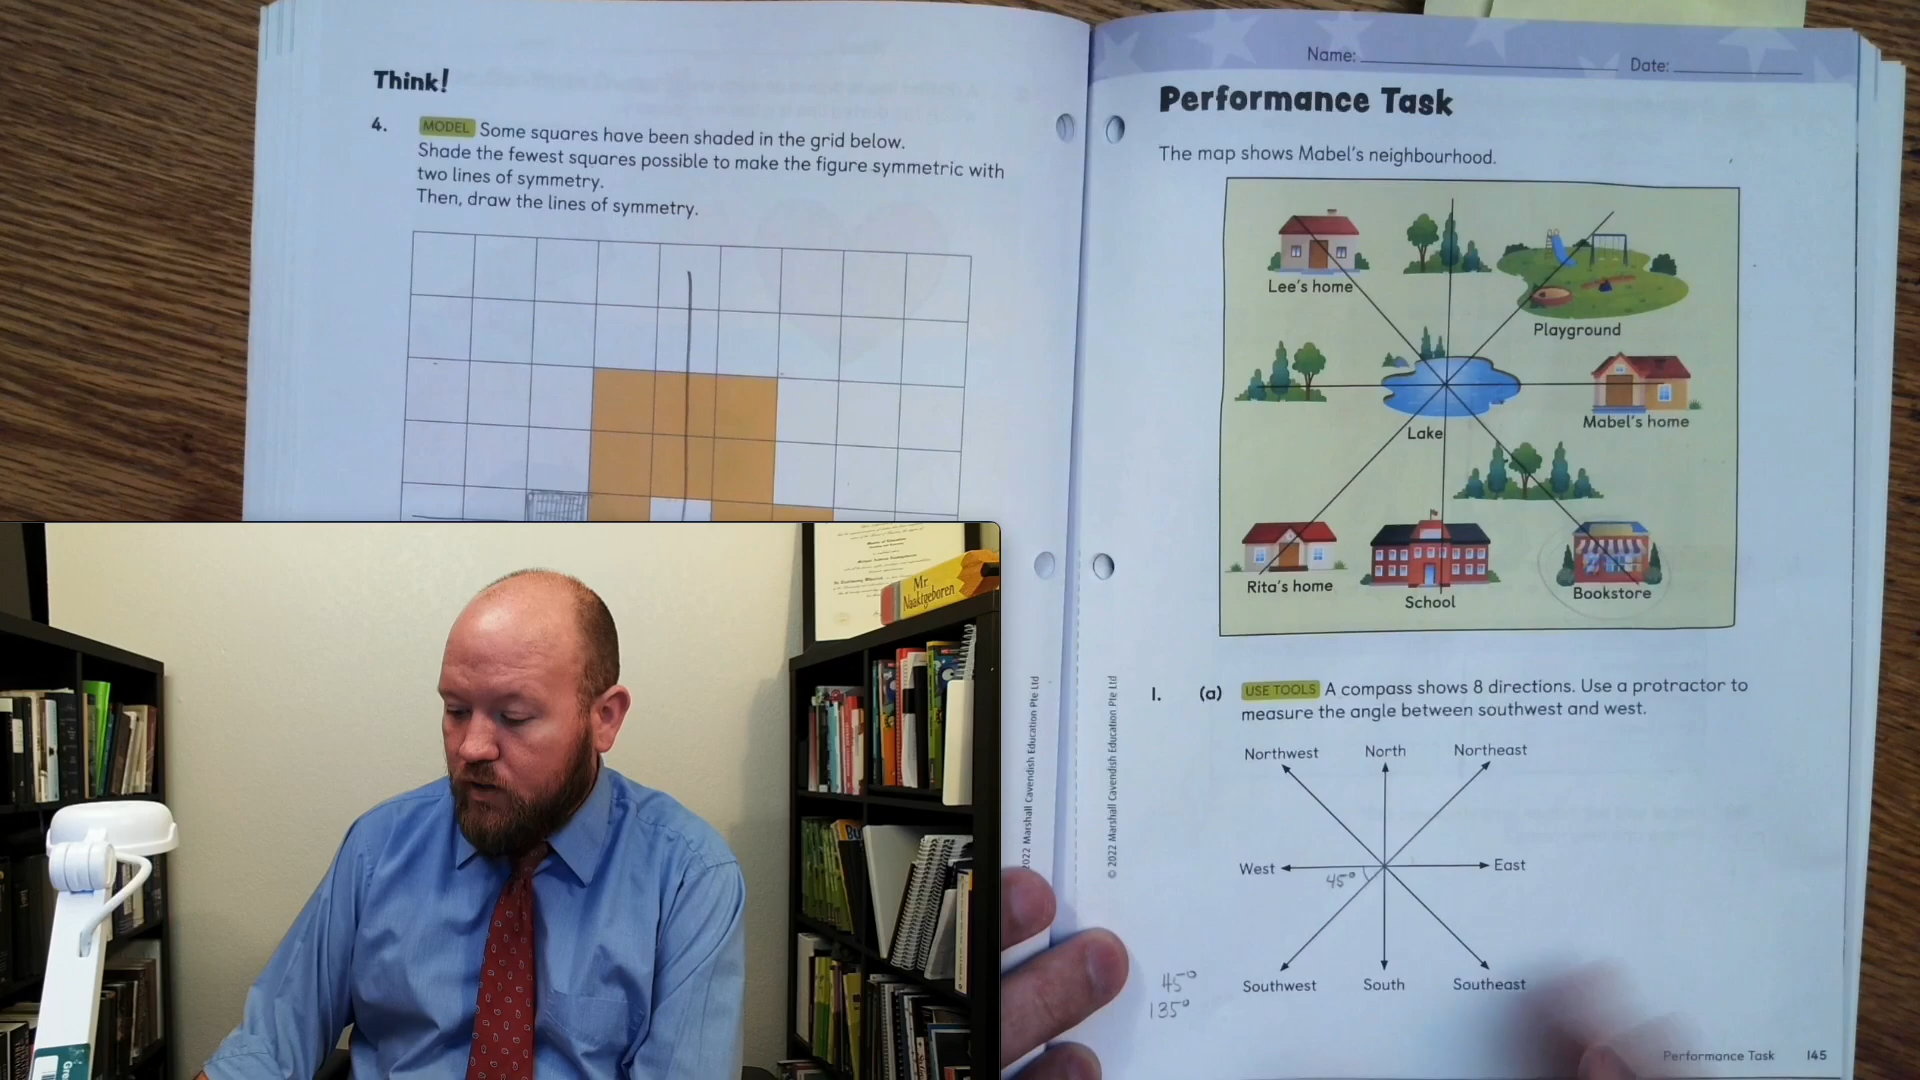 Think!
4. MODEL Some squares have been shaded in the grid below.
Shade the fewest squares possible to make the figure symmetric with
two lines of symmetry.
Then, draw the lines of symmetry.
Name:
Date:
Performance Task
The map shows Mabel's neighbourhood.
Lee's home
Playground
Lake
Mabel's home
Rita's home
School
Bookstore
1. (a) USE TOOLS A compass shows 8 directions. Use a protractor to
measure the angle between southwest and west.
Northwest
North
Northeast
West
45°
East
Southwest
South
Southeast
45°
135°
Performance Task 145
2022 Marshall Cavendish Education Pte Ltd
© 2022 Marshall Cavendish Education Pte Ltd
Mr.
Naaktgeboren